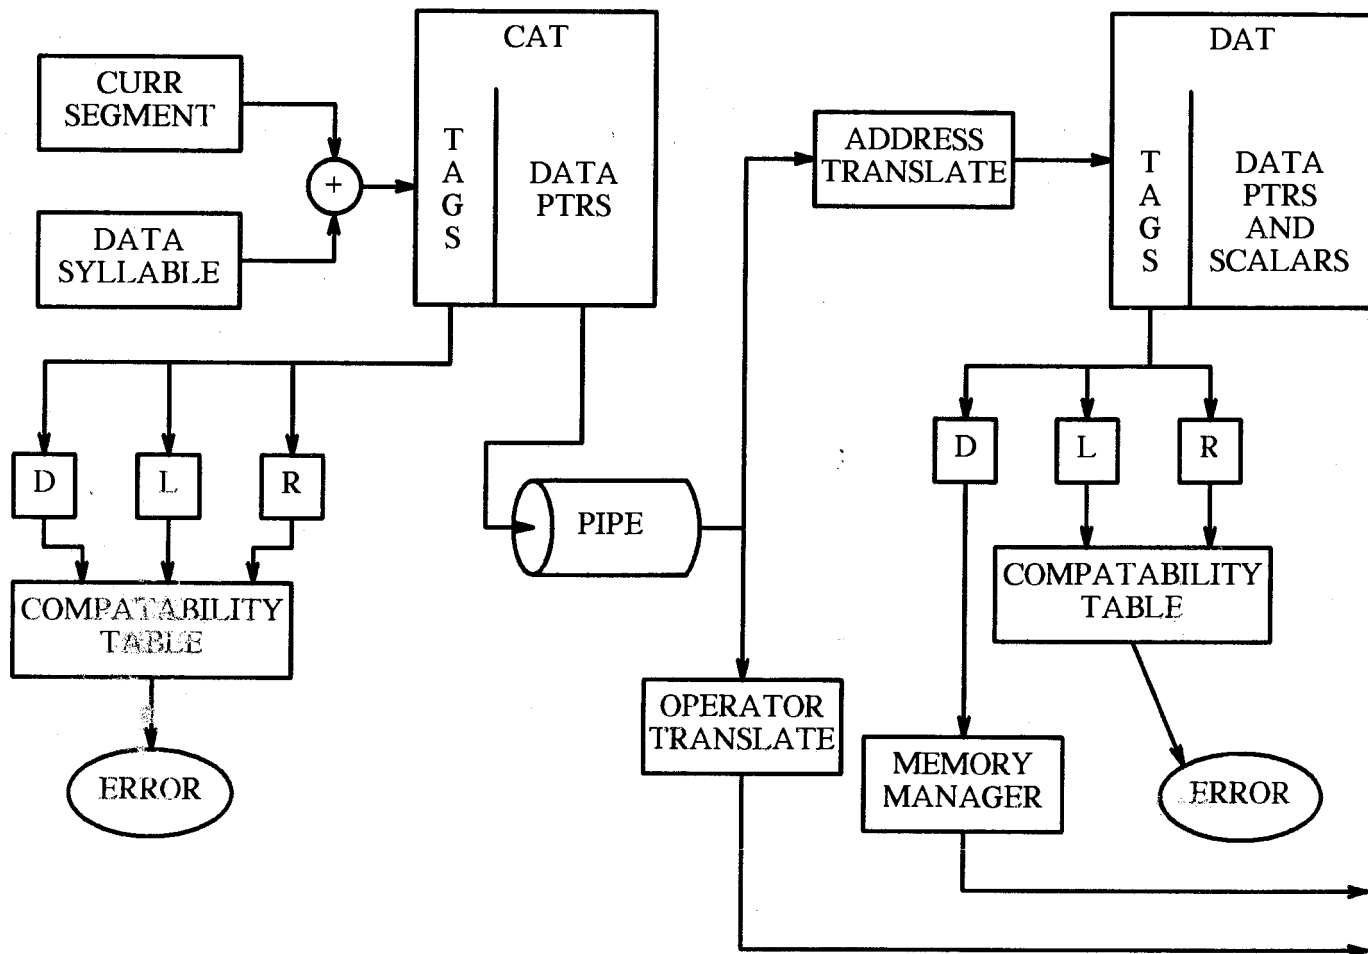 CAT
CURR
SEGMENT
+
DATA
SYLLABLE
T
A
G
S
DATA
PTRS
D
L
R
COMPATABILITY
TABLE
ERROR
PIPE
ADDRESS
TRANSLATE
OPERATOR
TRANSLATE
DAT
T
A
G
S
DATA
PTRS
AND
SCALARS
D
L
R
COMPATABILITY
TABLE
MEMORY
MANAGER
ERROR